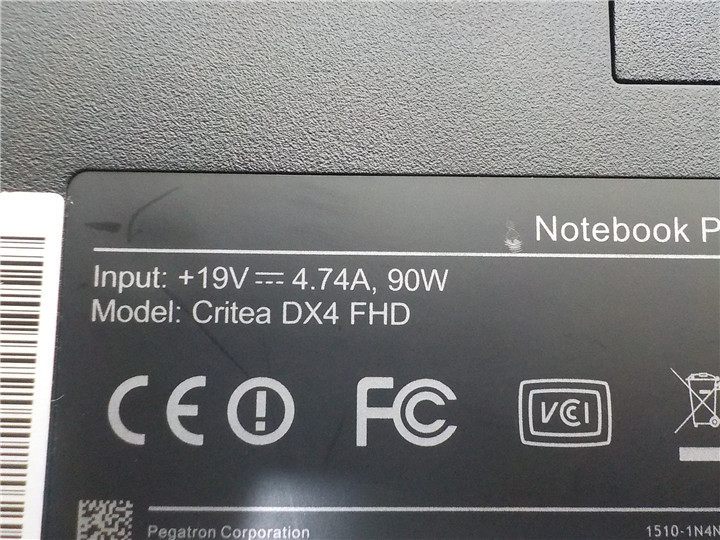 Notebook P
Input: +19V⎓4.74A, 90W
Model: Critea DX4 FHD
CE
FC
VCI
Pegatron Corporation
1510-1N4N